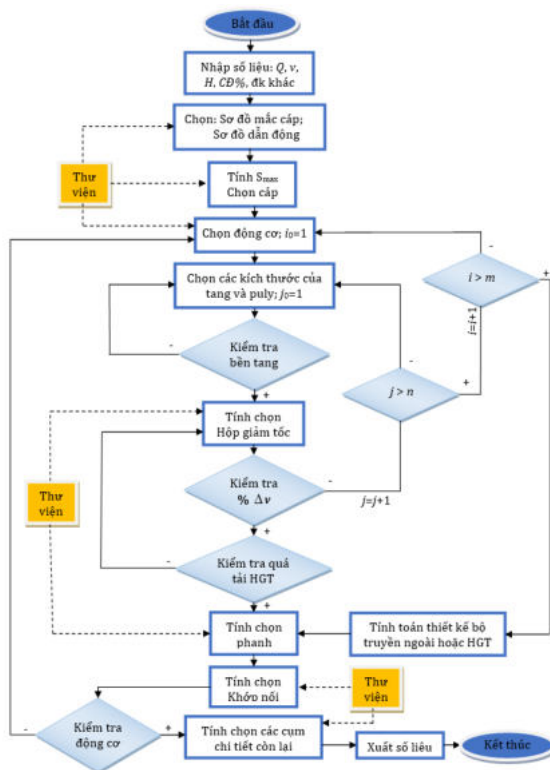 Bắt đầu
Nhập số liệu: Q, v,
H, CĐ%, đk khác
Chọn: Sơ đồ mắc cáp;
Sơ đồ dẫn động
Thư
viện
Tính Smax
Chọn cáp
Chọn động cơ; i0=1
-
-
+
i > m
Chọn các kích thước của
tang và puly; j0=1
i=i+1
Kiểm tra
bền tang
-
-
j > n
+
+
Tính chọn
Hộp giảm tốc
Kiểm tra
% Δv
-
j=j+1
Thư
viện
+
Kiểm tra quá
tải HGT
-
+
Tính chọn
phanh
Tính toán thiết kế bộ
truyền ngoài hoặc HGT
Tính chọn
Khớp nối
Thư
viện
Kiểm tra
động cơ
-
+
Tính chọn các cụm
chi tiết còn lại
Xuất số liêu
Kết thúc